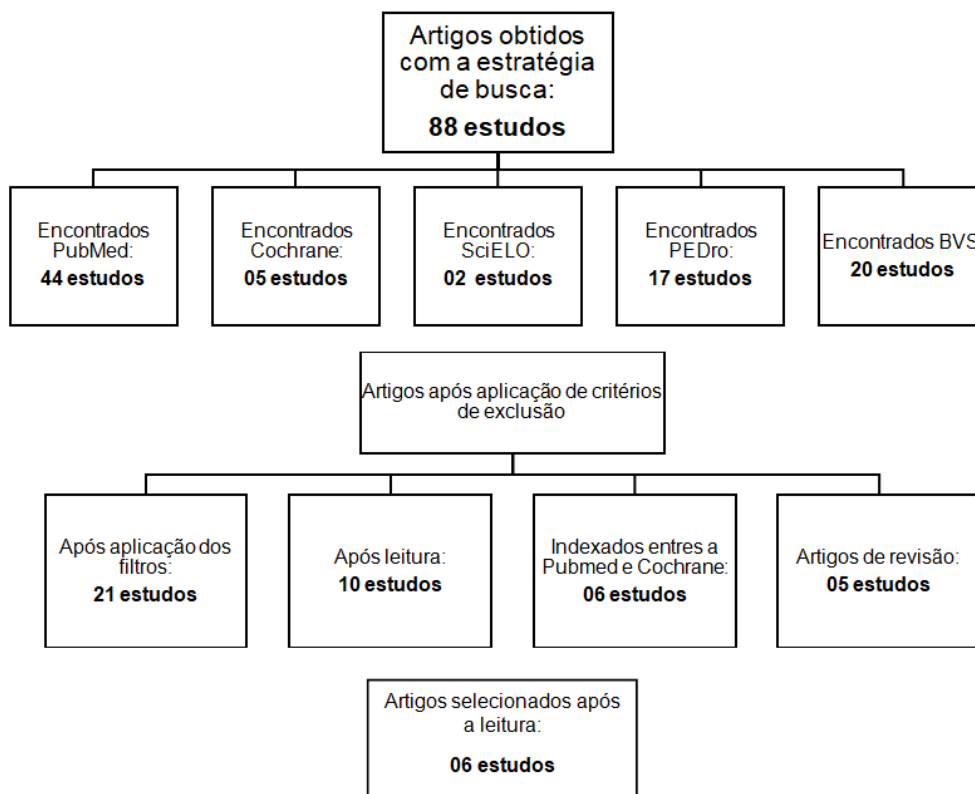 Artigos obtidos
com a estratégia
de busca:
88 estudos
Encontrados
PubMed:
44 estudos
Encontrados
Cochrane:
05 estudos
Encontrados
SciELO:
02 estudos
Encontrados
PEDro:
17 estudos
Encontrados BVS
20 estudos
Artigos após aplicação de critérios
de exclusão
Após aplicação dos
filtros:
21 estudos
Após leitura:
10 estudos
Indexados entres a
Pubmed e Cochrane:
06 estudos
Artigos de revisão:
05 estudos
Artigos selecionados após
a leitura:
06 estudos